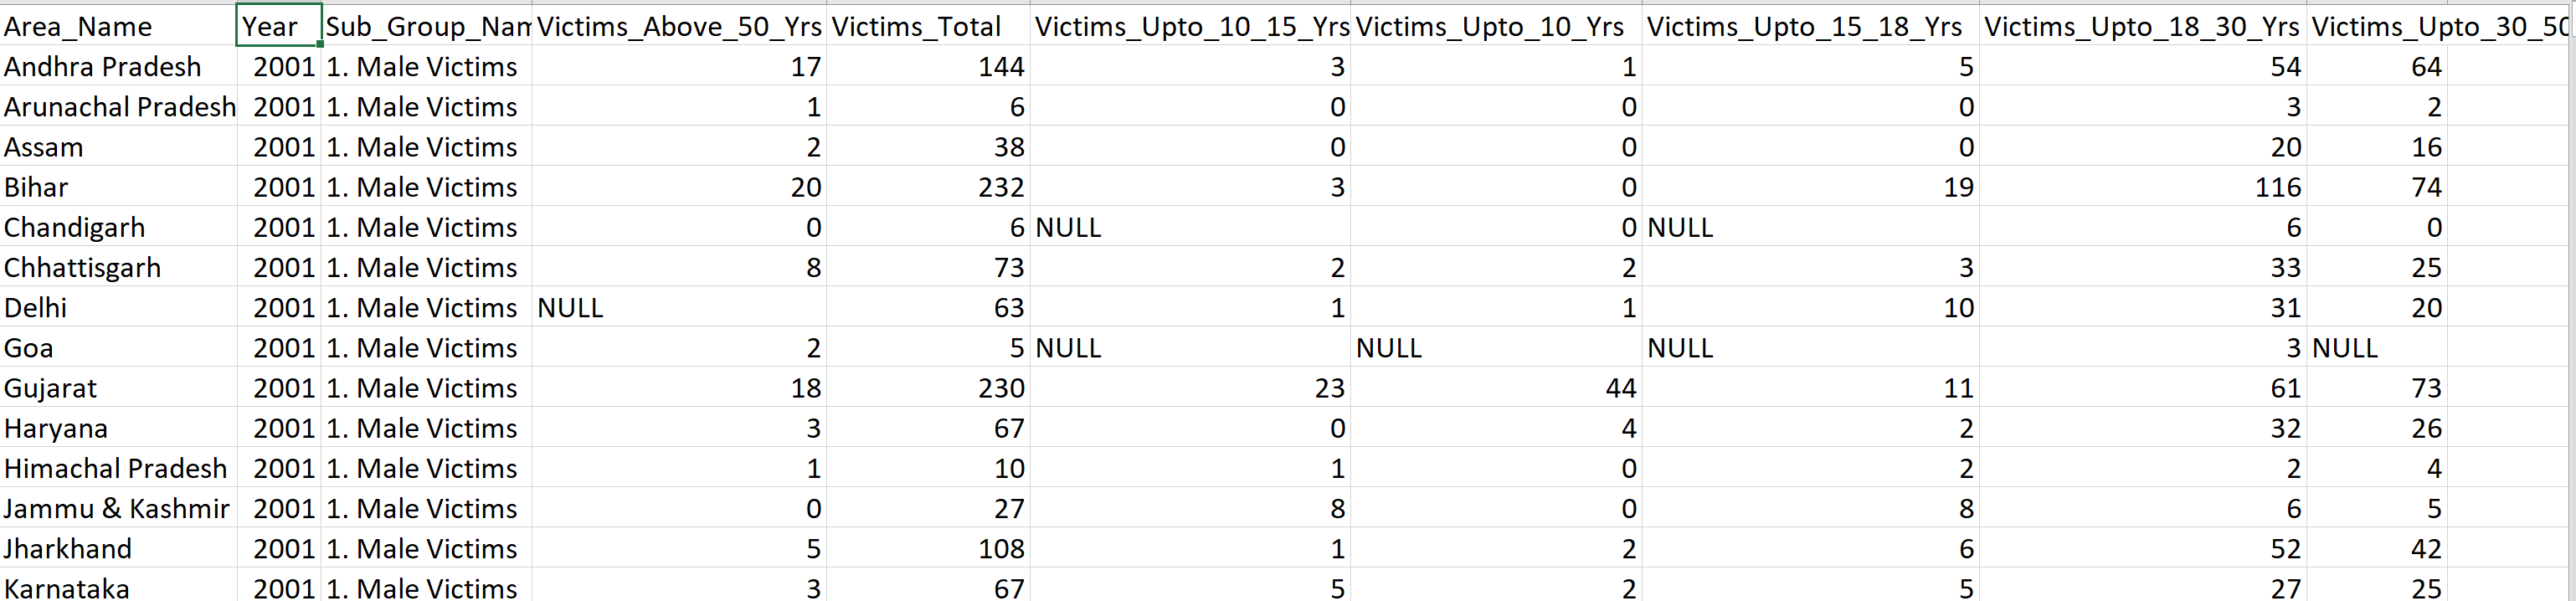 Area_Name Year Sub_Group_Nam Victims_Above_50_Yrs Victims_Total Victims_Upto_10_15_Yrs Victims_Upto_10_Yrs Victims_Upto_15_18_Yrs Victims_Upto_18_30_Yrs Victims_Upto_30_50
Andhra Pradesh 2001 1. Male Victims 17 144 3 1 5 54 64
Arunachal Pradesh 2001 1. Male Victims 1 6 0 0 0 3 2
Assam 2001 1. Male Victims 2 38 0 0 0 20 16
Bihar 2001 1. Male Victims 20 232 3 0 19 116 74
Chandigarh 2001 1. Male Victims 0 6 NULL 0 NULL 6 0
Chhattisgarh 2001 1. Male Victims 8 73 2 2 3 33 25
Delhi 2001 1. Male Victims NULL 63 1 1 10 31 20
Goa 2001 1. Male Victims 2 5 NULL NULL NULL 3 NULL
Gujarat 2001 1. Male Victims 18 230 23 44 11 61 73
Haryana 2001 1. Male Victims 3 67 0 4 2 32 26
Himachal Pradesh 2001 1. Male Victims 1 10 1 0 2 2 4
Jammu & Kashmir 2001 1. Male Victims 0 27 8 0 8 6 5
Jharkhand 2001 1. Male Victims 5 108 1 2 6 52 42
Karnataka 2001 1. Male Victims 3 67 5 2 5 27 25